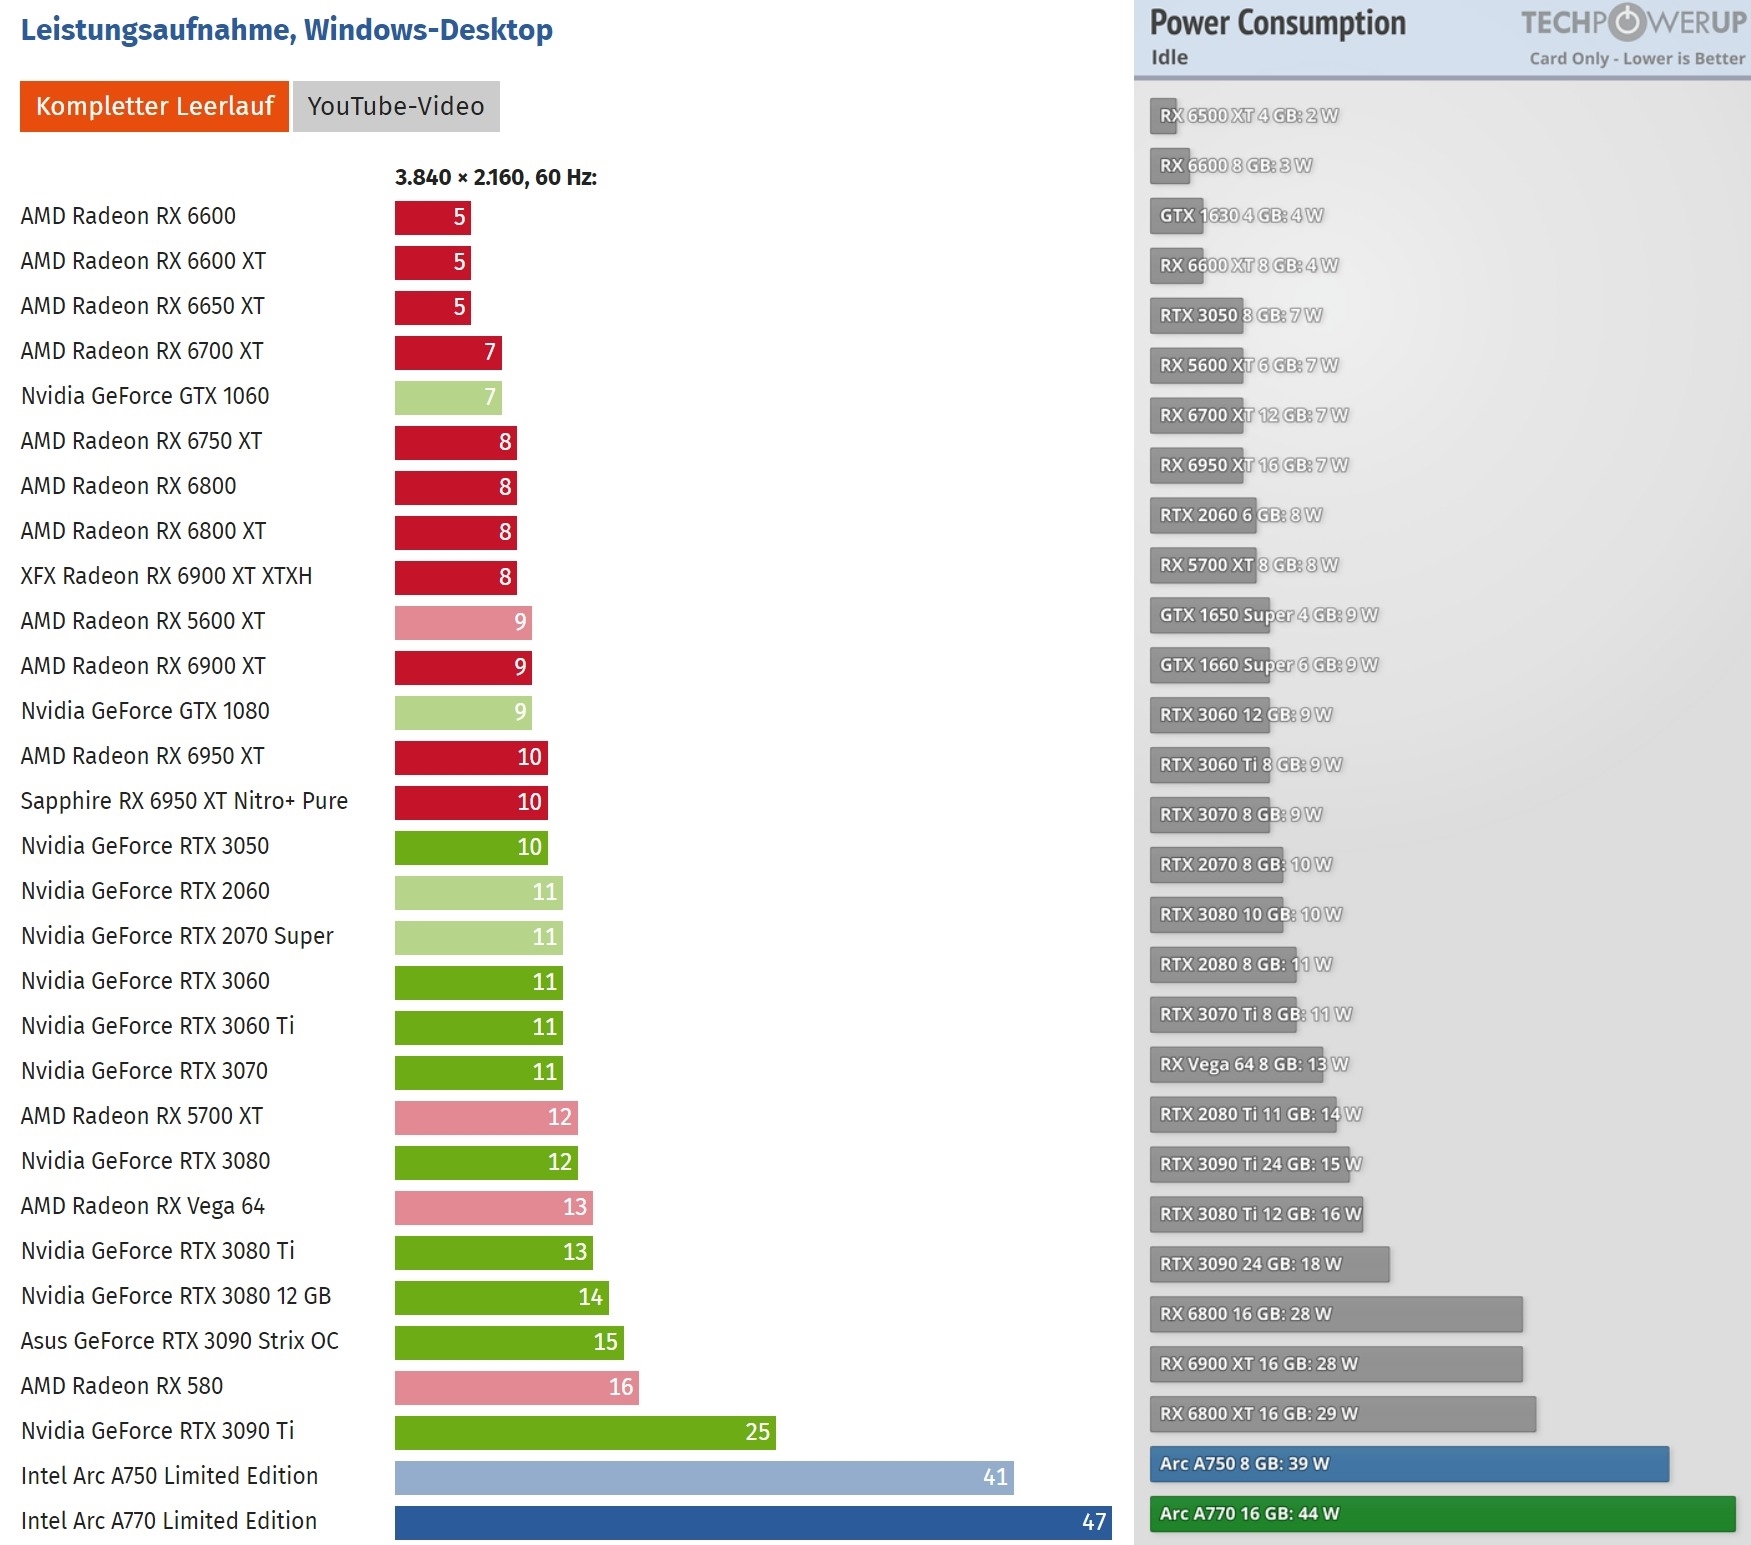 Leistungsaufnahme, Windows-Desktop
Kompletter Leerlauf YouTube-Video
3.840 × 2.160, 60 Hz:
AMD Radeon RX 6600 5
AMD Radeon RX 6600 XT 5
AMD Radeon RX 6650 XT 5
AMD Radeon RX 6700 XT 7
Nvidia GeForce GTX 1060 7
AMD Radeon RX 6750 XT 8
AMD Radeon RX 6800 8
AMD Radeon RX 6800 XT 8
XFX Radeon RX 6900 XT XTXH 8
AMD Radeon RX 5600 XT 9
AMD Radeon RX 6900 XT 9
Nvidia GeForce GTX 1080 9
AMD Radeon RX 6950 XT 10
Sapphire RX 6950 XT Nitro+ Pure 10
Nvidia GeForce RTX 3050 10
Nvidia GeForce RTX 2060 11
Nvidia GeForce RTX 2070 Super 11
Nvidia GeForce RTX 3060 11
Nvidia GeForce RTX 3060 Ti 11
Nvidia GeForce RTX 3070 11
AMD Radeon RX 5700 XT 12
Nvidia GeForce RTX 3080 12
AMD Radeon RX Vega 64 13
Nvidia GeForce RTX 3080 Ti 13
Nvidia GeForce RTX 3080 12 GB 14
Asus GeForce RTX 3090 Strix OC 15
AMD Radeon RX 580 16
Nvidia GeForce RTX 3090 Ti 25
Intel Arc A750 Limited Edition 41
Intel Arc A770 Limited Edition 47
Power Consumption TECHPOWERUP
Idle Card Only - Lower is Better
RX 6500 XT 4 GB: 2 W
RX 6600 8 GB: 3 W
GTX 1630 4 GB: 4 W
RX 6600 XT 8 GB: 4 W
RTX 3050 8 GB: 7 W
RX 5600 XT 6 GB: 7 W
RX 6700 XT 12 GB: 7 W
RX 6950 XT 16 GB: 7 W
RTX 2060 6 GB: 8 W
RX 5700 XT 8 GB: 8 W
GTX 1650 Super 4 GB: 9 W
GTX 1660 Super 6 GB: 9 W
RTX 3060 12 GB: 9 W
RTX 3060 Ti 8 GB: 9 W
RTX 3070 8 GB: 9 W
RTX 2070 8 GB: 10 W
RTX 3080 10 GB: 10 W
RTX 2080 8 GB: 11 W
RTX 3070 Ti 8 GB: 11 W
RX Vega 64 8 GB: 13 W
RTX 2080 Ti 11 GB: 14 W
RTX 3090 Ti 24 GB: 15 W
RTX 3080 Ti 12 GB: 16 W
RTX 3090 24 GB: 18 W
RX 6800 16 GB: 28 W
RX 6900 XT 16 GB: 28 W
RX 6800 XT 16 GB: 29 W
Arc A750 8 GB: 39 W
Arc A770 16 GB: 44 W